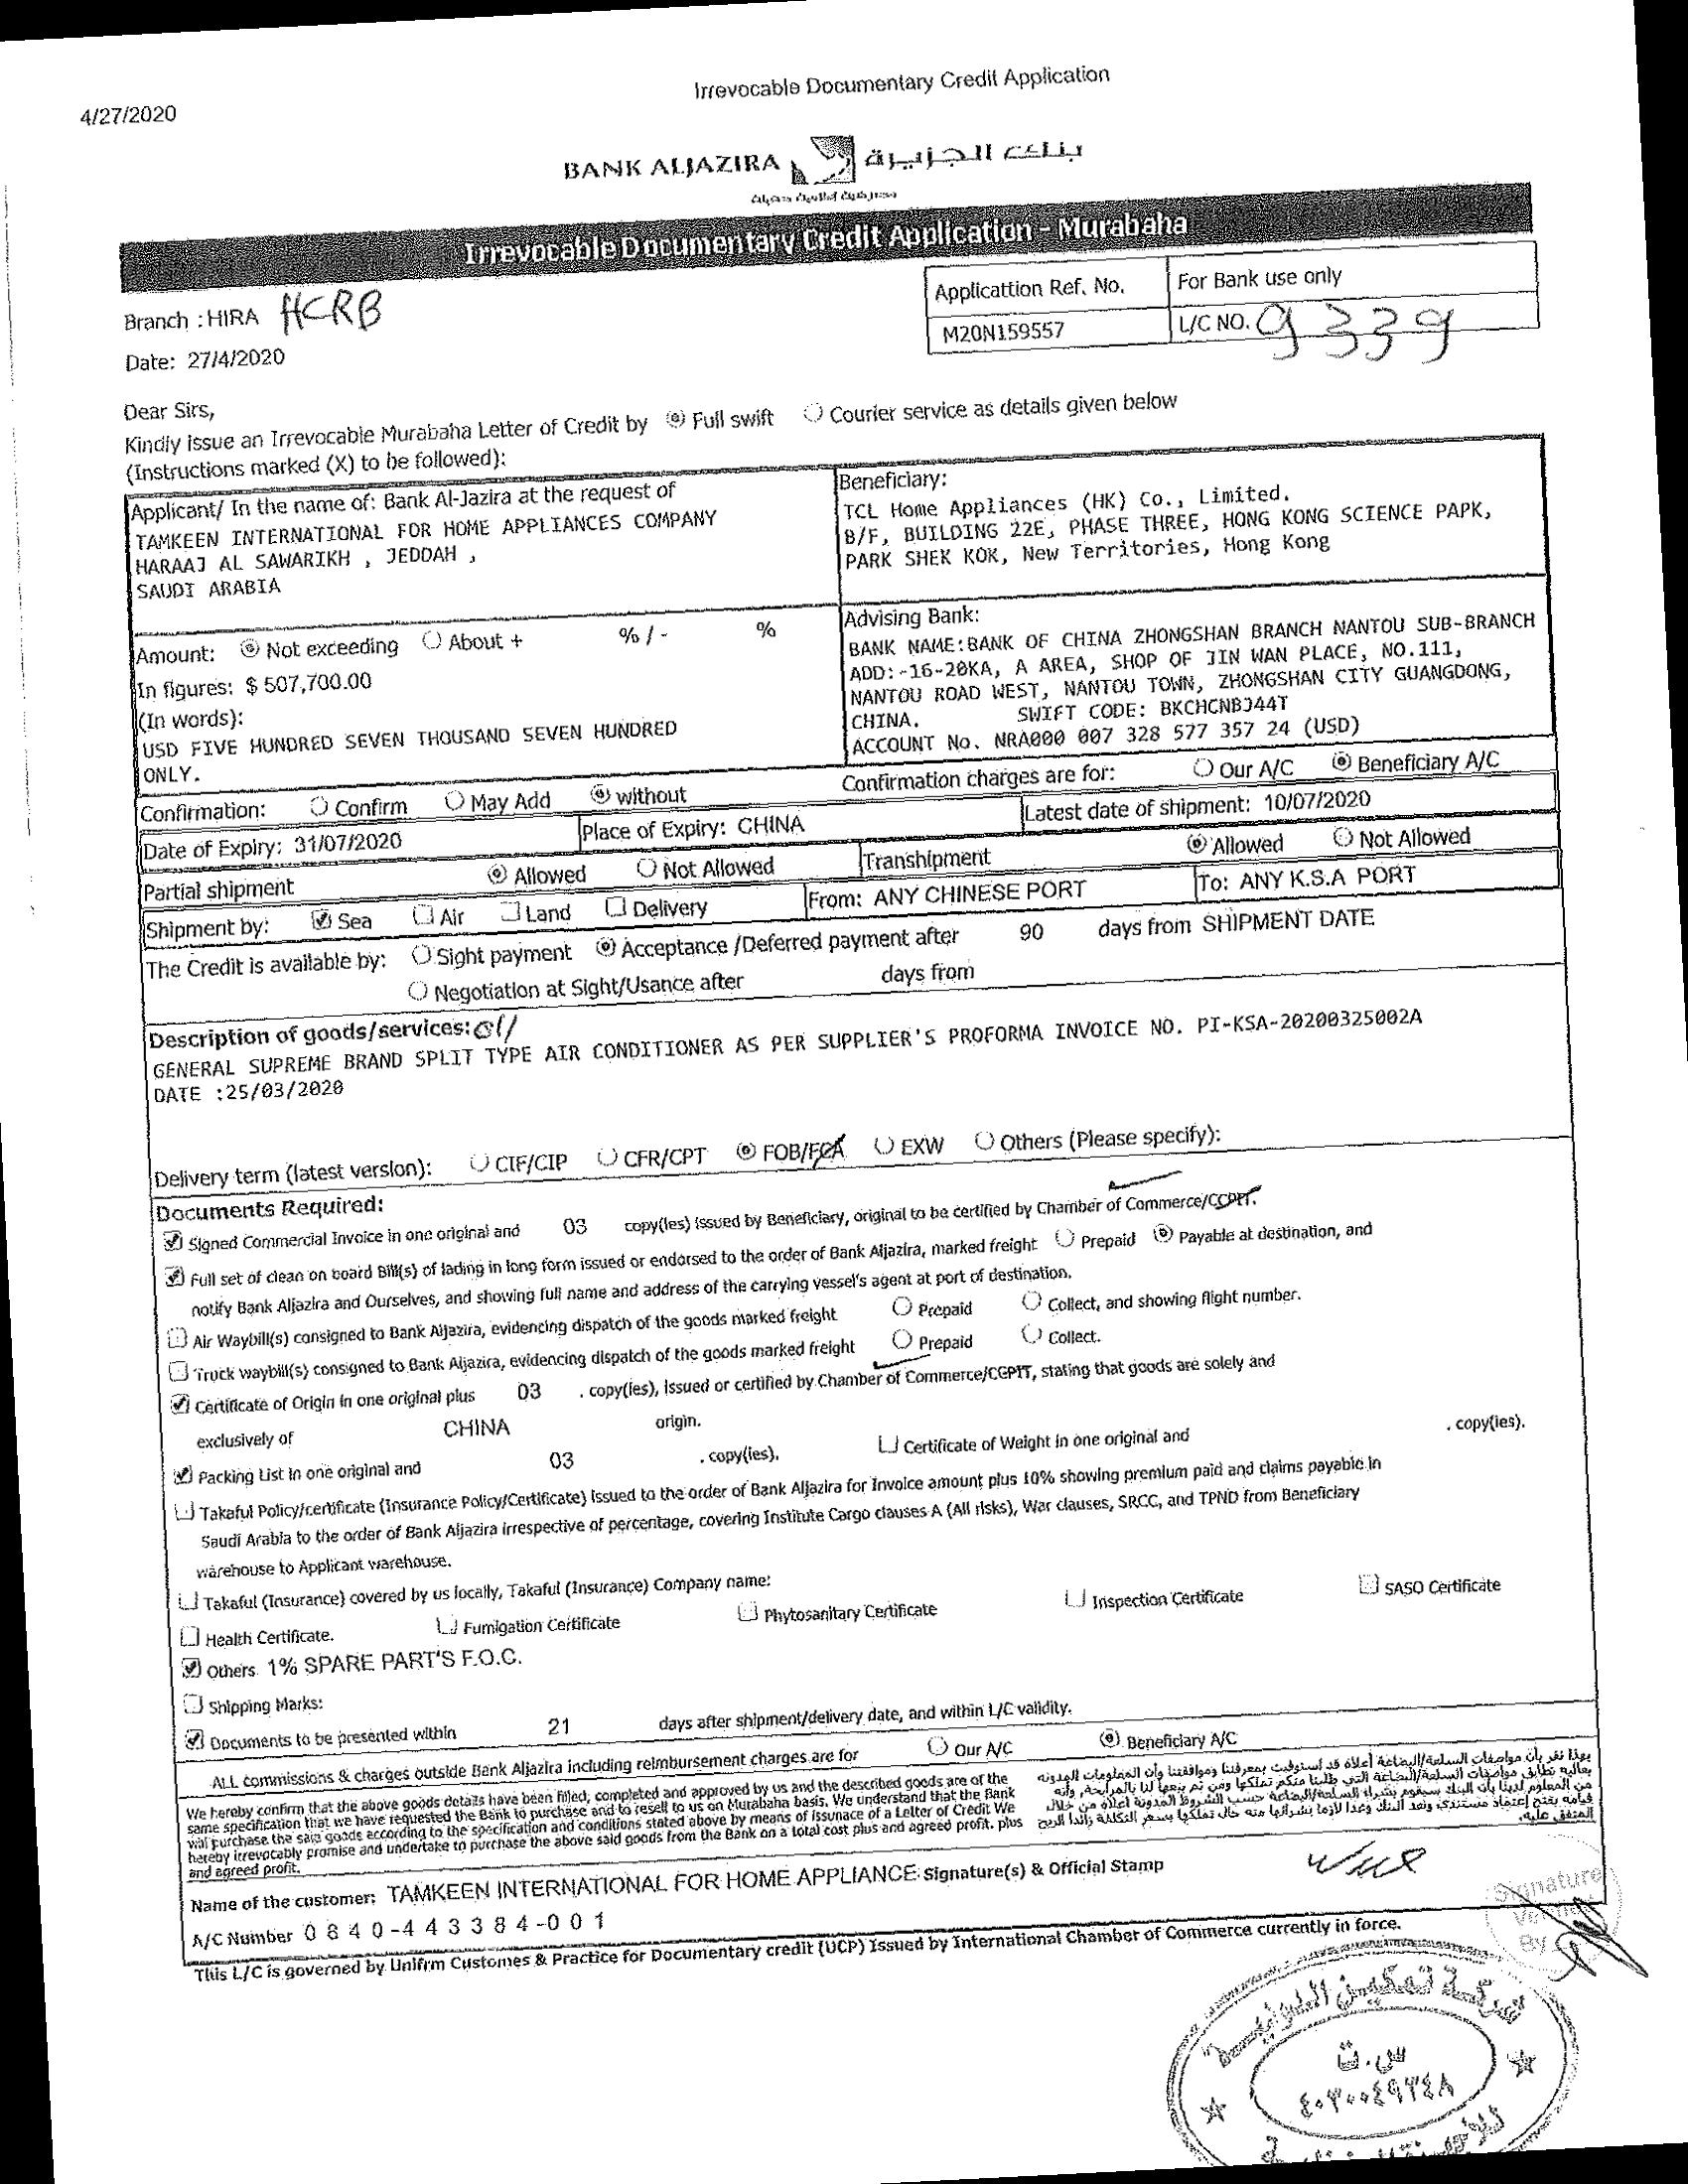 4/27/2020
Irrevocable Documentary Credit Application
BANK ALJAZIRA بنك الجزيرة
Irrevocable Documentary Credit Application - Murabaha
Branch : HIRA HCRB
Date: 27/4/2020
Applicattion Ref. No. For Bank use only
M20N159557 L/C NO. 9339
Dear Sirs,
Kindly issue an Irrevocable Murabaha Letter of Credit by Full swift Courier service as details given below
(Instructions marked (X) to be followed):
Applicant/ In the name of: Bank Al-Jazira at the request of
TAMKEEN INTERNATIONAL FOR HOME APPLIANCES COMPANY
HARAAJ AL SAWARIKH , JEDDAH ,
SAUDI ARABIA
Beneficiary:
TCL Home Appliances (HK) Co., Limited.
8/F, BUILDING 22E, PHASE THREE, HONG KONG SCIENCE PAPK,
PARK SHEK KOK, New Territories, Hong Kong
Amount: Not exceeding About + % / - %
In figures: $ 507,700.00
(In words):
USD FIVE HUNDRED SEVEN THOUSAND SEVEN HUNDRED
ONLY.
Advising Bank:
BANK NAME:BANK OF CHINA ZHONGSHAN BRANCH NANTOU SUB-BRANCH
ADD:-16-20KA, A AREA, SHOP OF JIN WAN PLACE, NO.111,
NANTOU ROAD WEST, NANTOU TOWN, ZHONGSHAN CITY GUANGDONG,
CHINA. SWIFT CODE: BKCHCNBJ44T
ACCOUNT No. NRA000 007 328 577 357 24 (USD)
Confirmation: Confirm May Add without Confirmation charges are for: Our A/C Beneficiary A/C
Date of Expiry: 31/07/2020 Place of Expiry: CHINA Latest date of shipment: 10/07/2020
Partial shipment Allowed Not Allowed Transhipment Allowed Not Allowed
Shipment by: Sea Air Land Delivery From: ANY CHINESE PORT To: ANY K.S.A PORT
The Credit is available by: Sight payment Acceptance /Deferred payment after 90 days from SHIPMENT DATE
Negotiation at Sight/Usance after days from
Description of goods/services:
GENERAL SUPREME BRAND SPLIT TYPE AIR CONDITIONER AS PER SUPPLIER'S PROFORMA INVOICE NO. PI-KSA-20200325002A
DATE :25/03/2020
Delivery term (latest version): CIF/CIP CFR/CPT FOB/FCA EXW Others (Please specify):
Documents Required:
Signed Commercial Invoice in one original and 03 copy(ies) issued by Beneficiary, original to be certified by Chamber of Commerce/CCPIT.
Full set of clean on board Bill(s) of lading in long form issued or endorsed to the order of Bank Aljazira, marked freight Prepaid Payable at destination, and
notify Bank Aljazira and Ourselves, and showing full name and address of the carrying vessel's agent at port of destination.
Air Waybill(s) consigned to Bank Aljazira, evidencing dispatch of the goods marked freight Prepaid Collect, and showing flight number.
Truck waybill(s) consigned to Bank Aljazira, evidencing dispatch of the goods marked freight Prepaid Collect.
Certificate of Origin in one original plus 03 . copy(ies), issued or certified by Chamber of Commerce/CCPIT, stating that goods are solely and
exclusively of CHINA origin.
Packing List in one original and 03 . copy(ies). Certificate of Weight in one original and . copy(ies).
Takaful Policy/certificate (Insurance Policy/Certificate) issued to the order of Bank Aljazira for Invoice amount plus 10% showing premium paid and claims payable in
Saudi Arabia to the order of Bank Aljazira irrespective of percentage, covering Institute Cargo clauses A (All risks), War clauses, SRCC, and TPND from Beneficiary
warehouse to Applicant warehouse.
Takaful (Insurance) covered by us locally, Takaful (Insurance) Company name:
Health Certificate. Fumigation Certificate Phytosanitary Certificate Inspection Certificate SASO Certificate
Others 1% SPARE PART'S F.O.C.
Shipping Marks:
Documents to be presented within 21 days after shipment/delivery date, and within L/C validity.
ALL commissions & charges outside Bank Aljazira including reimbursement charges are for Our A/C Beneficiary A/C
We hereby confirm that the above goods details have been filled, completed and approved by us and the described goods are of the
same specification that we have requested the Bank to purchase and to resell to us on Murabaha basis. We understand that the Bank
will purchase the said goods according to the specification and conditions stated above by means of issunace of a Letter of Credit We
hereby irrevocably promise and undertake to purchase the above said goods from the Bank on a total cost plus and agreed profit. plus
and agreed profit.
Name of the customer: TAMKEEN INTERNATIONAL FOR HOME APPLIANCE Signature(s) & Official Stamp
A/C Number 0 8 4 0 -4 4 3 3 8 4 -0 0 1
This L/C is governed by Unifrm Customes & Practice for Documentary credit (UCP) Issued by International Chamber of Commerce currently in force.
Signature
Verified
By
شركة تمكين الدولية
س.ت
٤٠٣٠٠٤٩٣٤٨